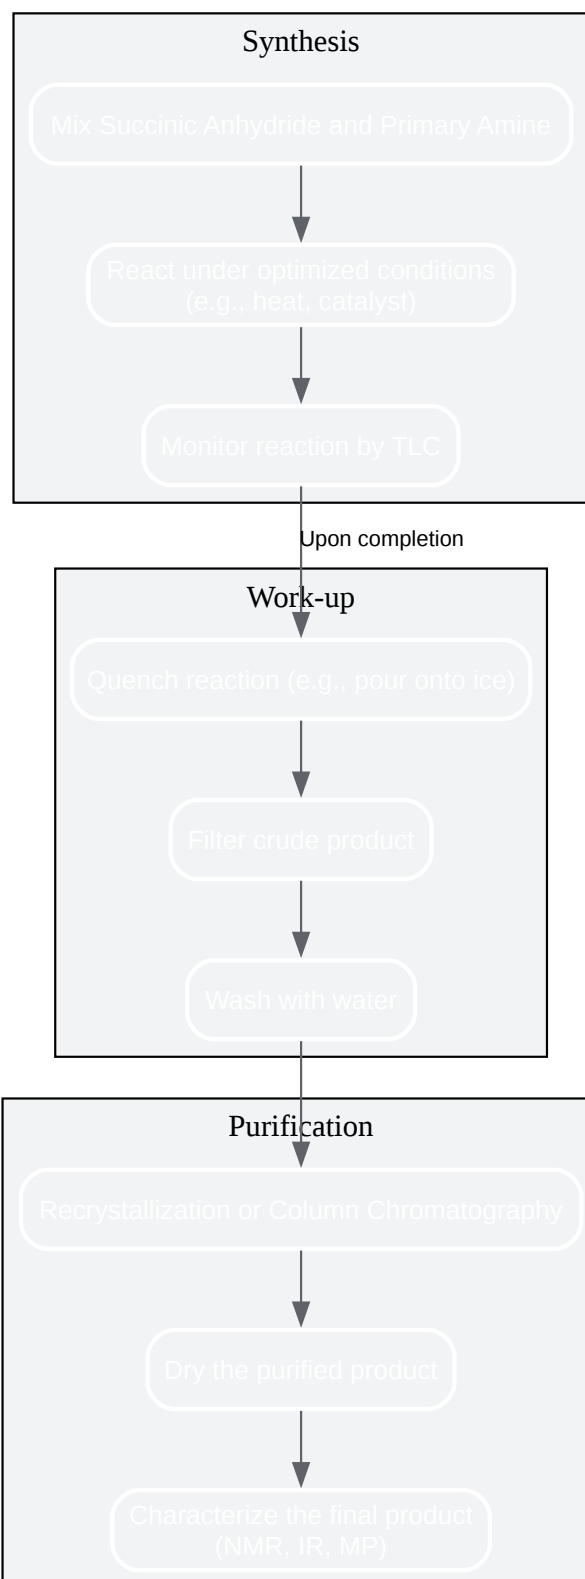 Synthesis
Mix Succinic Anhydride and Primary Amine
React under optimized conditions
(e.g., heat, catalyst)
Monitor reaction by TLC
Upon completion
Work-up
Quench reaction (e.g., pour onto ice)
Filter crude product
Wash with water
Purification
Recrystallization or Column Chromatography
Dry the purified product
Characterize the final product
(NMR, IR, MP)